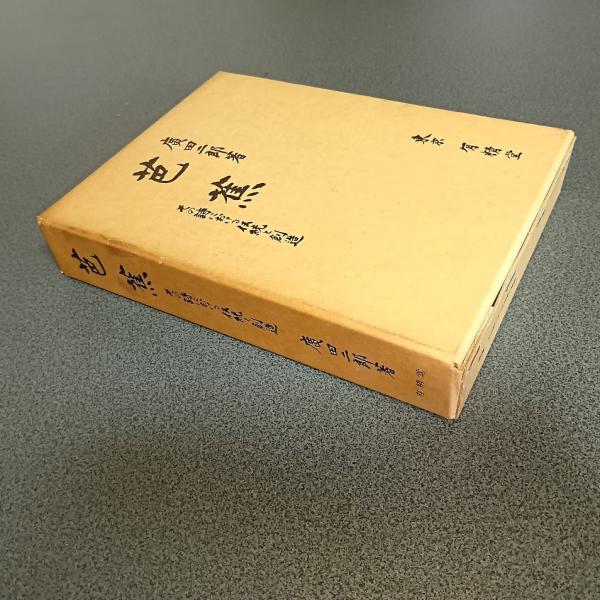 廣田二郎著
芭蕉
その詩における伝統と創造
東京 有精堂
芭蕉
その詩における伝統と創造
廣田二郎著
有精堂